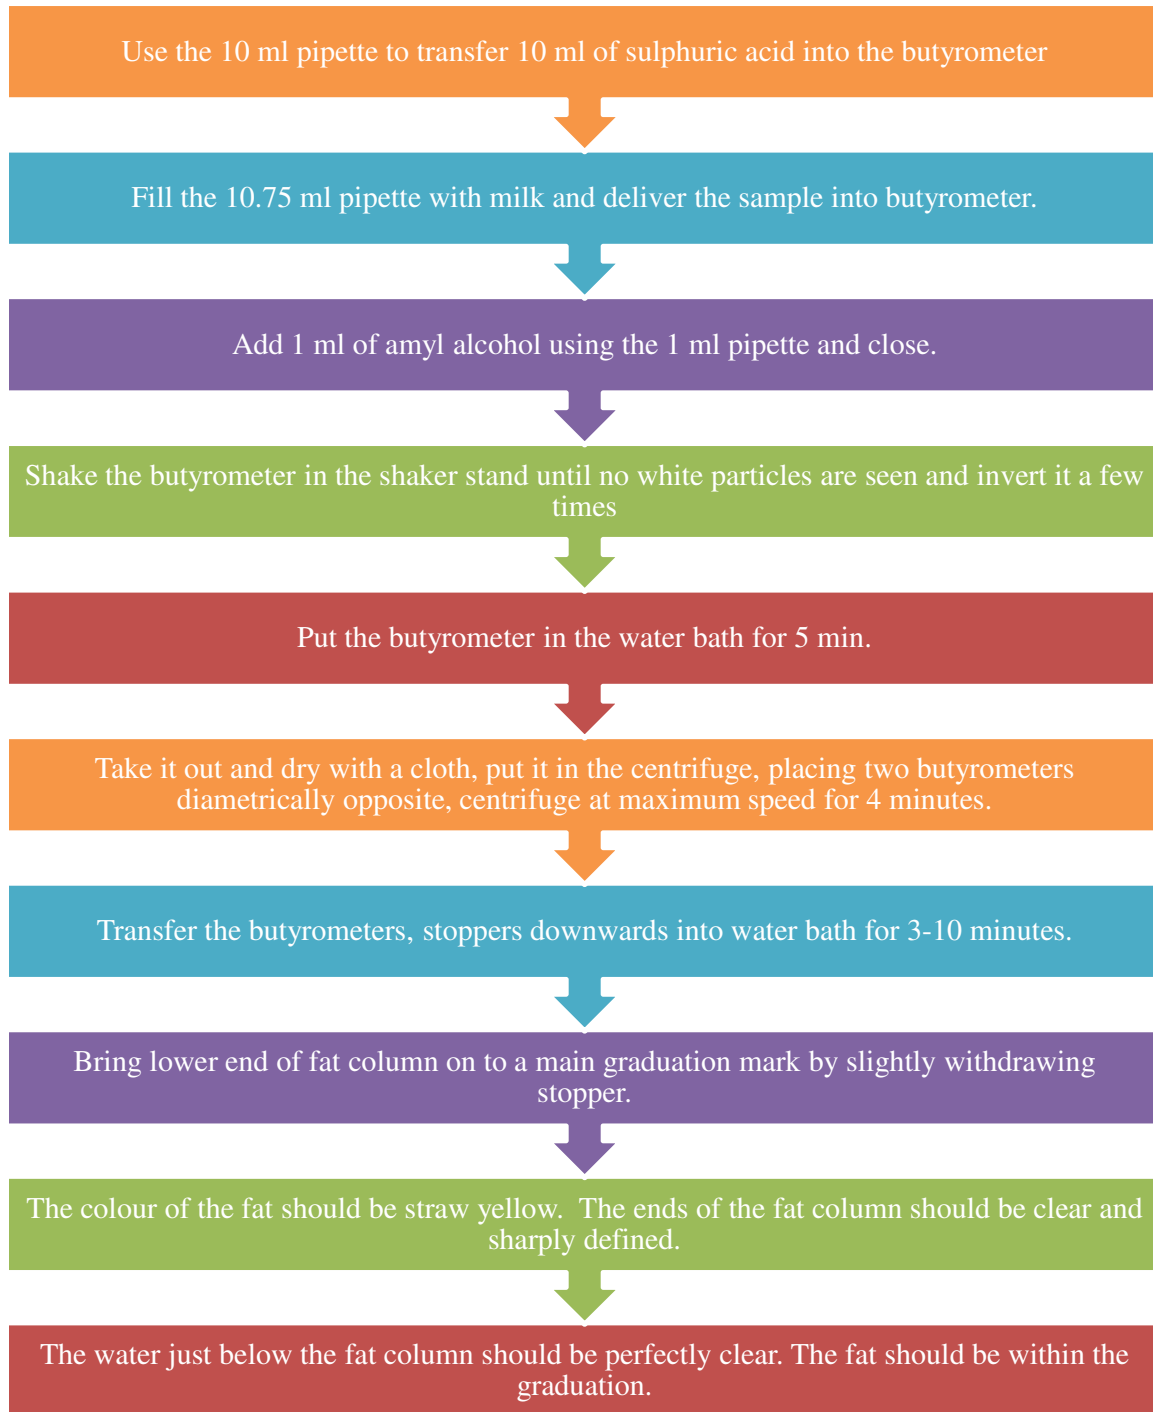 Use the 10 ml pipette to transfer 10 ml of sulphuric acid into the butyrometer
Fill the 10.75 ml pipette with milk and deliver the sample into butyrometer.
Add 1 ml of amyl alcohol using the 1 ml pipette and close.
Shake the butyrometer in the shaker stand until no white particles are seen and invert it a few
times
Put the butyrometer in the water bath for 5 min.
Take it out and dry with a cloth, put it in the centrifuge, placing two butyrometers
diametrically opposite, centrifuge at maximum speed for 4 minutes.
Transfer the butyrometers, stoppers downwards into water bath for 3-10 minutes.
Bring lower end of fat column on to a main graduation mark by slightly withdrawing
stopper.
The colour of the fat should be straw yellow.  The ends of the fat column should be clear and
sharply defined.
The water just below the fat column should be perfectly clear. The fat should be within the
graduation.